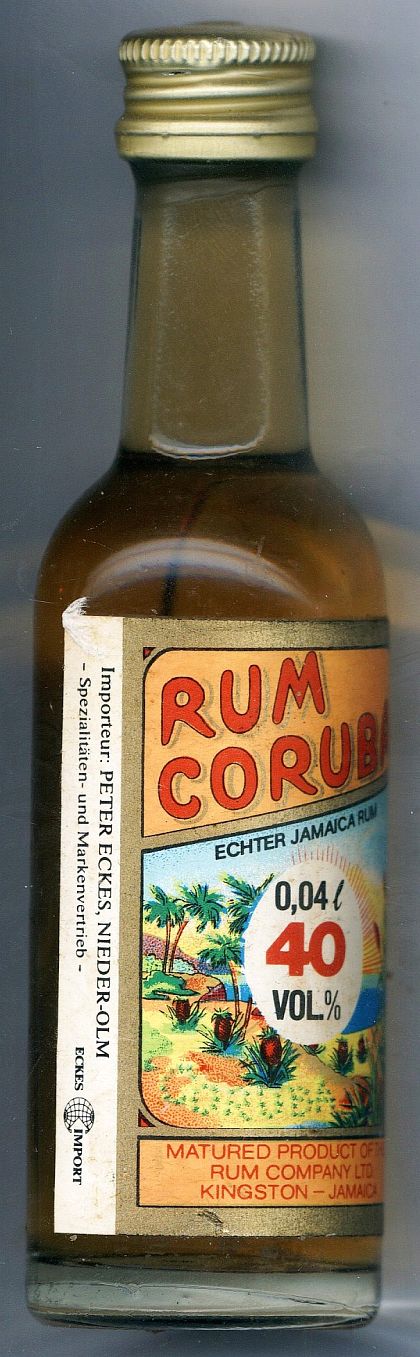 RUM
CORUBA
ECHTER JAMAICA RUM
0,04 l
40
VOL.%
MATURED PRODUCT OF THE
RUM COMPANY LTD
KINGSTON – JAMAICA
Importeur: PETER ECKES, NIEDER-OLM
- Spezialitäten- und Markenvertrieb -
ECKES IMPORT